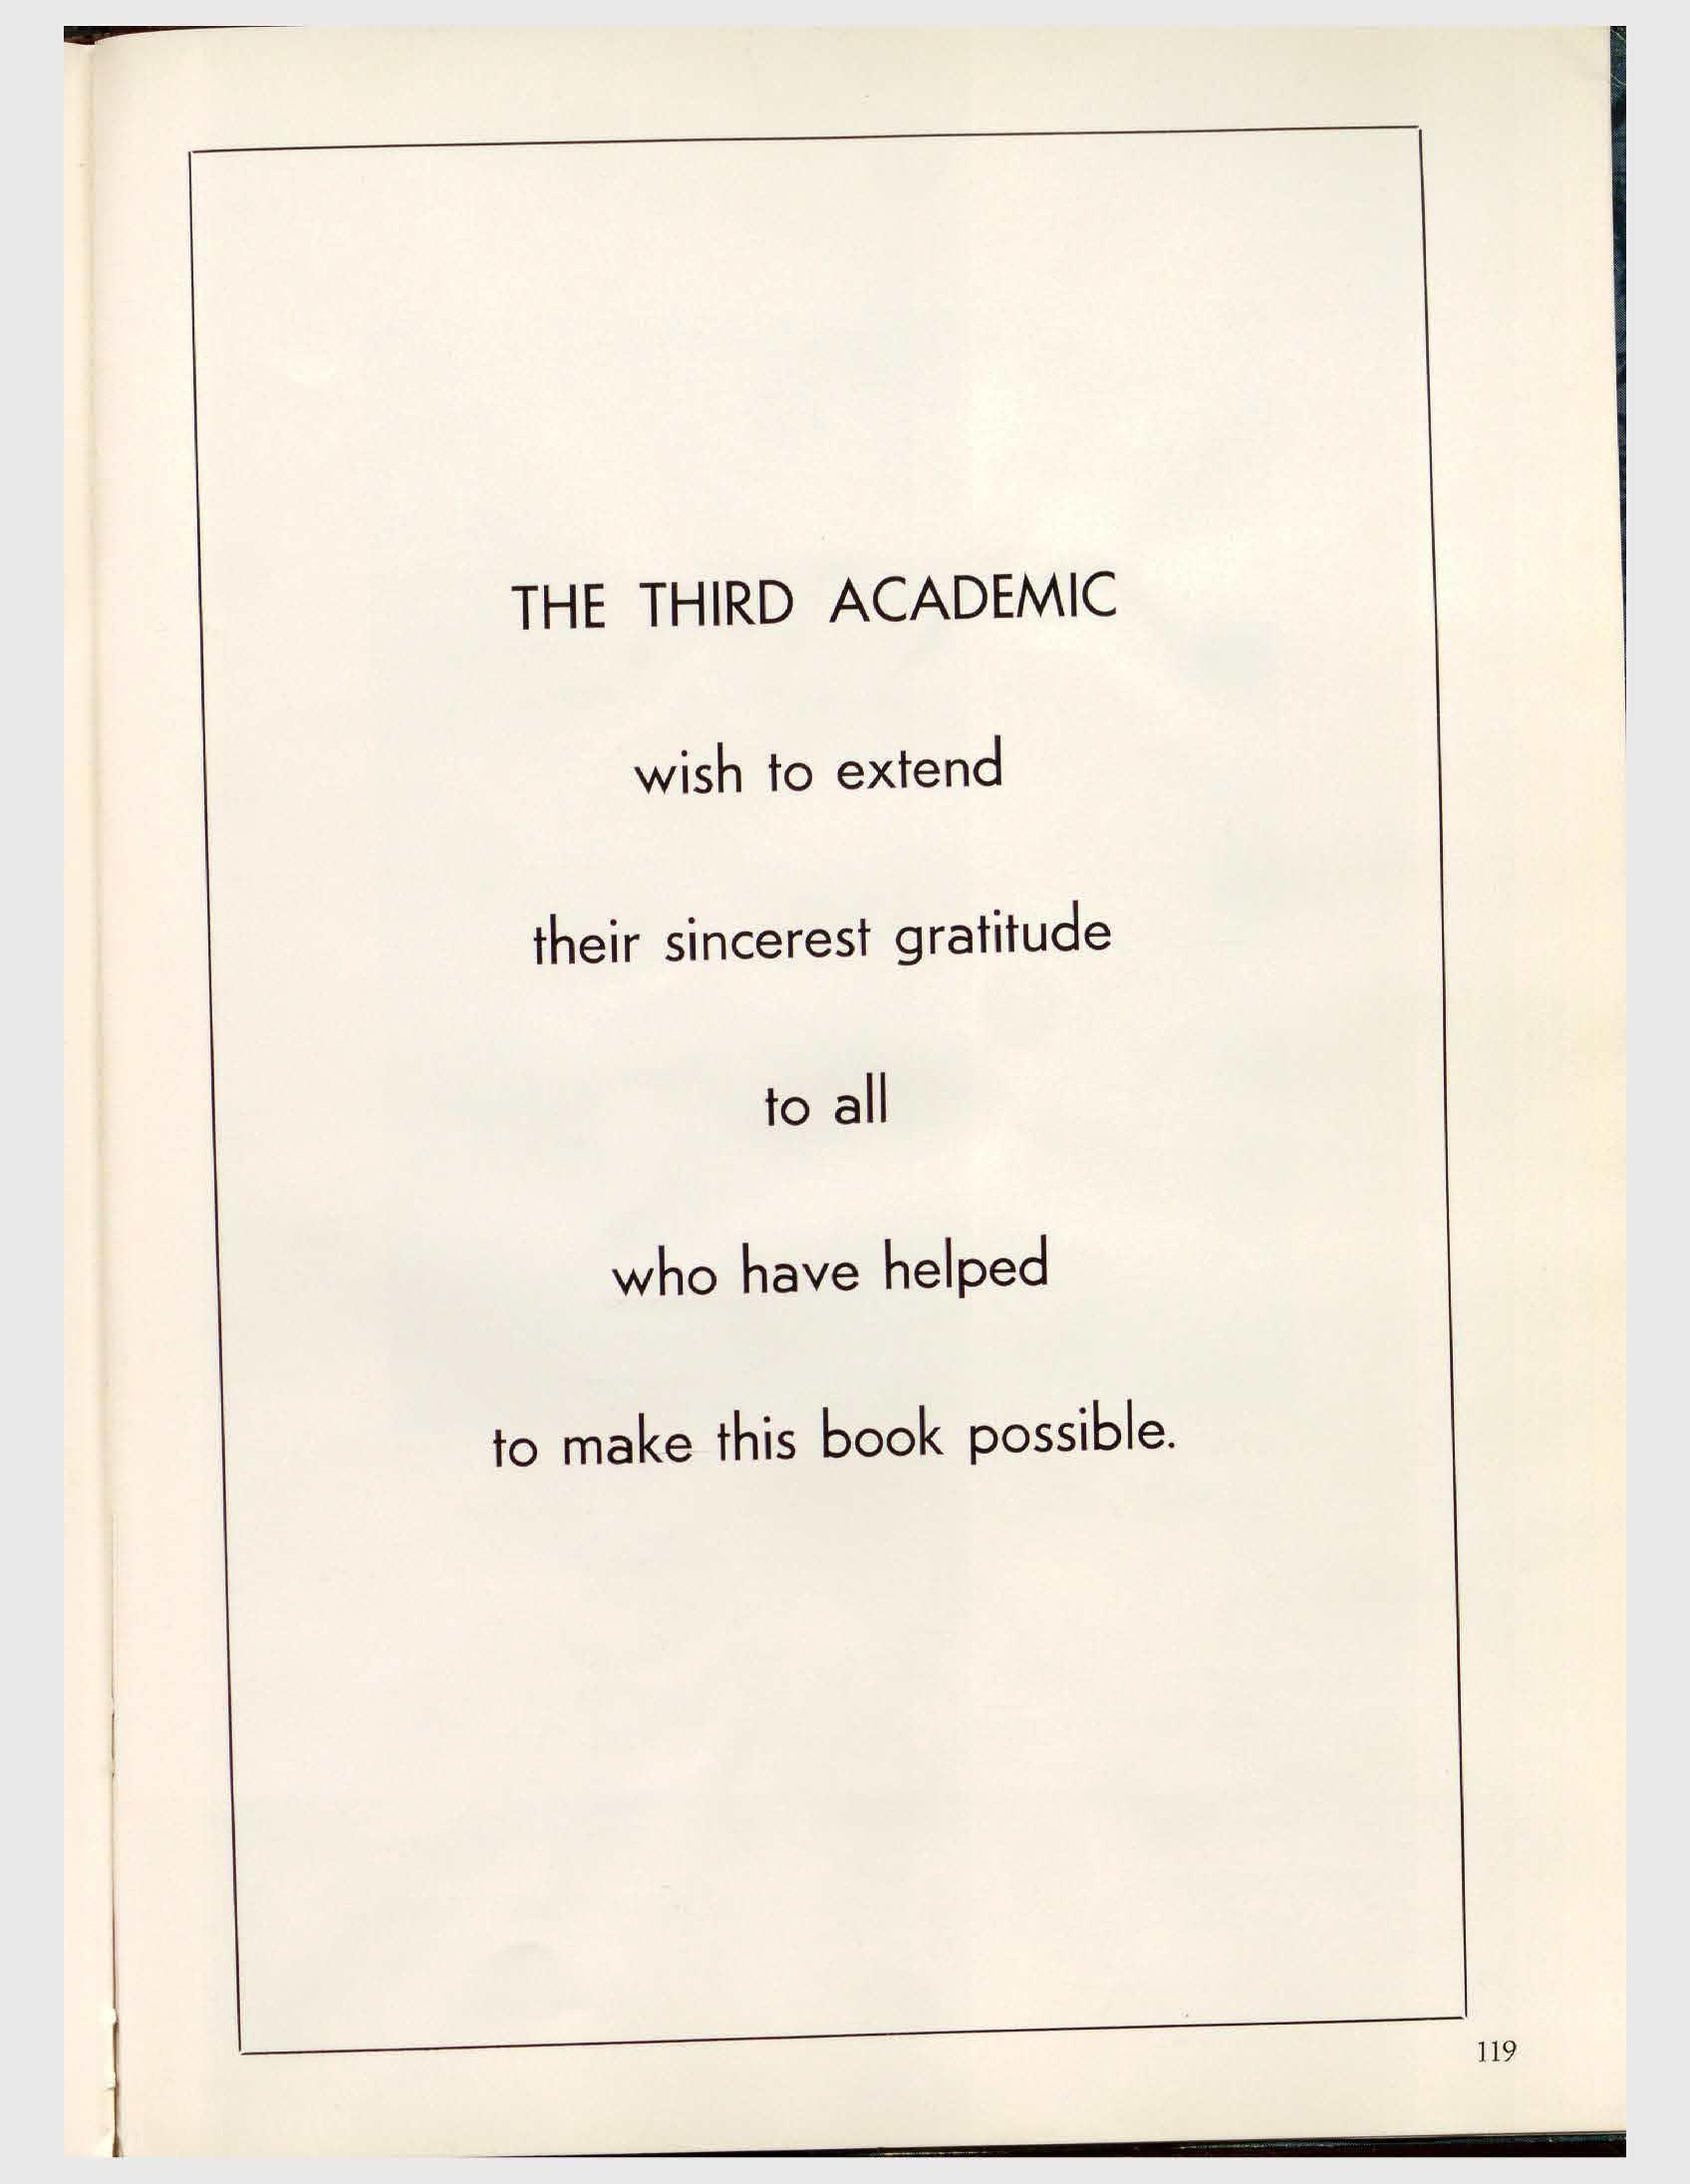 THE THIRD ACADEMIC
wish to extend
their sincerest gratitude
to all
who have helped
to make this book possible.
119